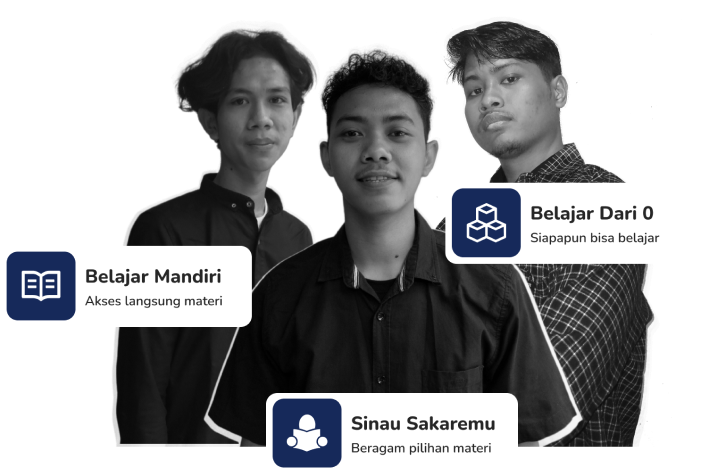 Belajar Dari 0
Siapapun bisa belajar
Belajar Mandiri
Akses langsung materi
Sinau Sakaremu
Beragam pilihan materi